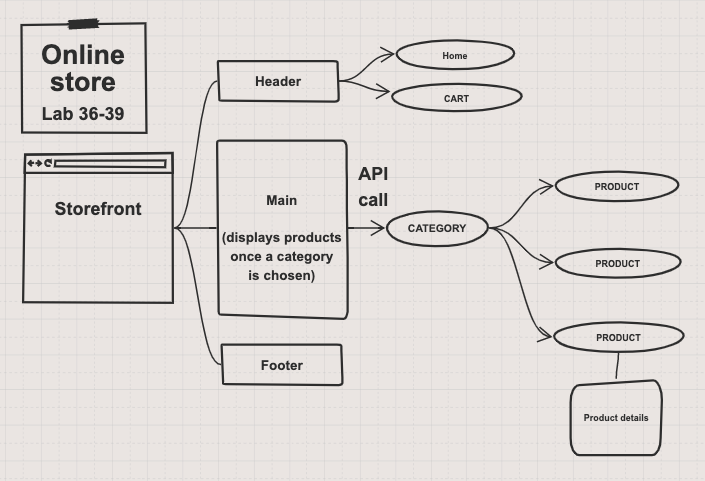 Online
store
Lab 36-39
Storefront
Header
Home
CART
Main
(displays products
once a category
is chosen)
API
call
CATEGORY
PRODUCT
PRODUCT
PRODUCT
Product details
Footer